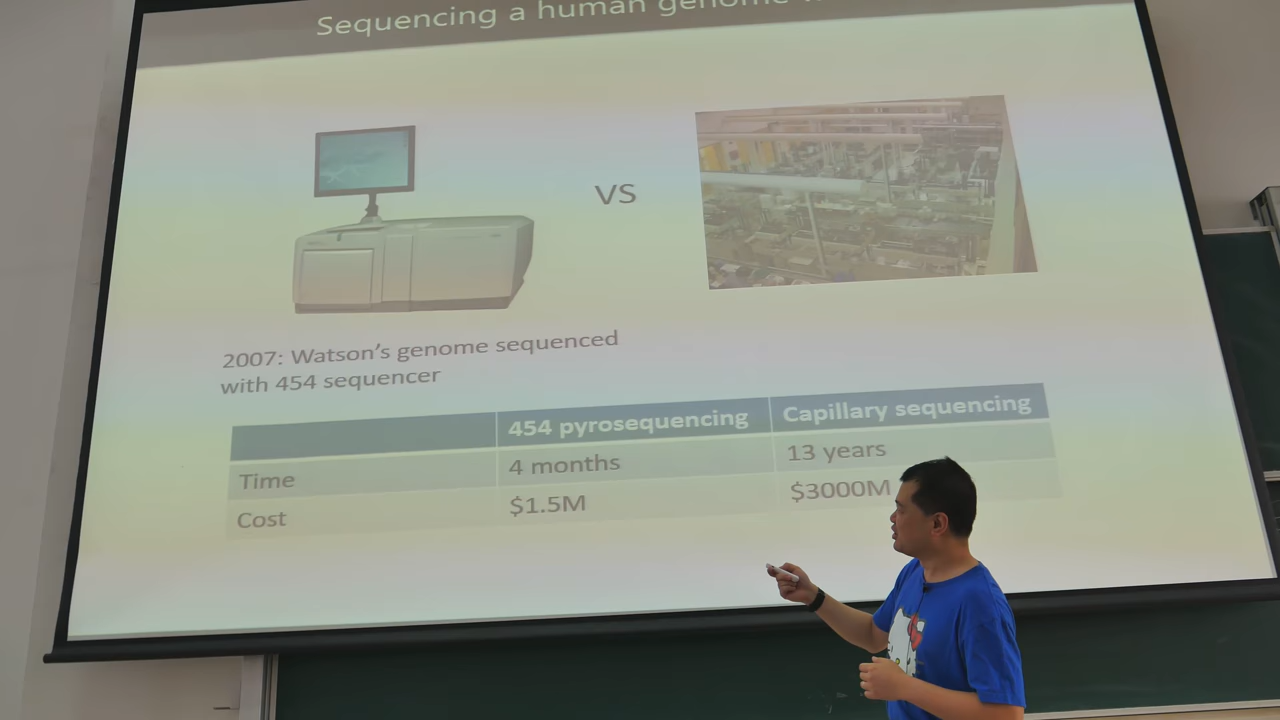 Sequencing a human genome
VS
2007: Watson's genome sequenced
with 454 sequencer
454 pyrosequencing Capillary sequencing
Time 4 months 13 years
Cost $1.5M $3000M